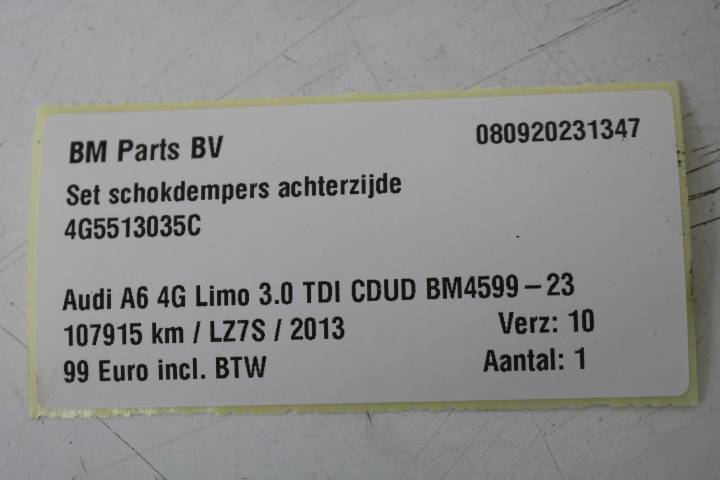 BM Parts BV 080920231347
Set schokdempers achterzijde
4G5513035C
Audi A6 4G Limo 3.0 TDI CDUD BM4599-23
107915 km / LZ7S / 2013 Verz: 10
99 Euro incl. BTW Aantal: 1